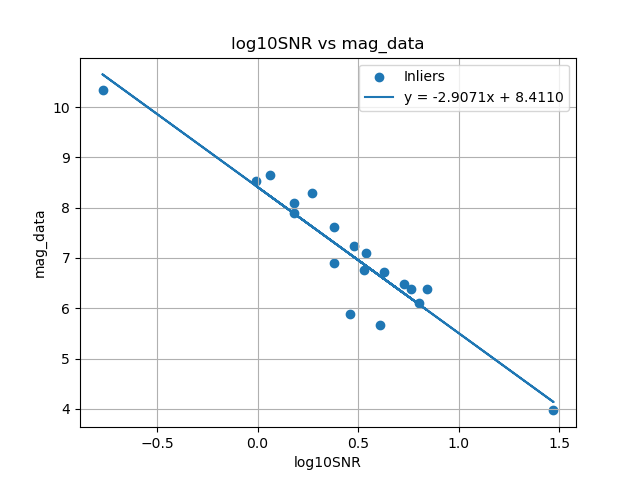 log10SNR vs mag_data
Inliers
y = -2.9071x + 8.4110
10
9
8
7
6
5
4
mag_data
−0.5
0.0
0.5
1.0
1.5
log10SNR